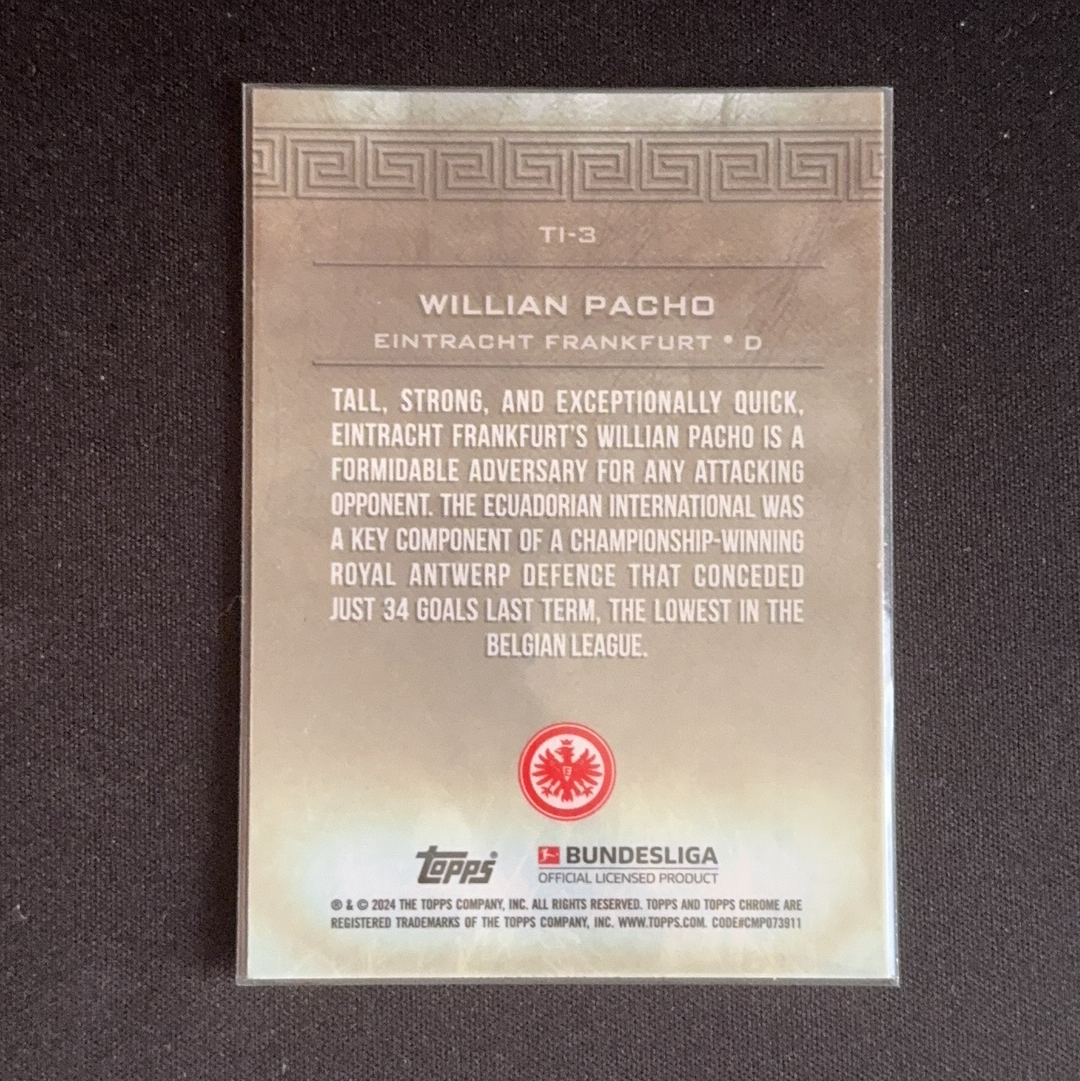 TI-3
WILLIAN PACHO
EINTRACHT FRANKFURT • D
TALL, STRONG, AND EXCEPTIONALLY QUICK,
EINTRACHT FRANKFURT'S WILLIAN PACHO IS A
FORMIDABLE ADVERSARY FOR ANY ATTACKING
OPPONENT. THE ECUADORIAN INTERNATIONAL WAS
A KEY COMPONENT OF A CHAMPIONSHIP-WINNING
ROYAL ANTWERP DEFENCE THAT CONCEDED
JUST 34 GOALS LAST TERM, THE LOWEST IN THE
BELGIAN LEAGUE.
E
Topps
BUNDESLIGA
OFFICIAL LICENSED PRODUCT
® & © 2024 THE TOPPS COMPANY, INC. ALL RIGHTS RESERVED. TOPPS AND TOPPS CHROME ARE
REGISTERED TRADEMARKS OF THE TOPPS COMPANY, INC. WWW.TOPPS.COM. CODE#CMP073911